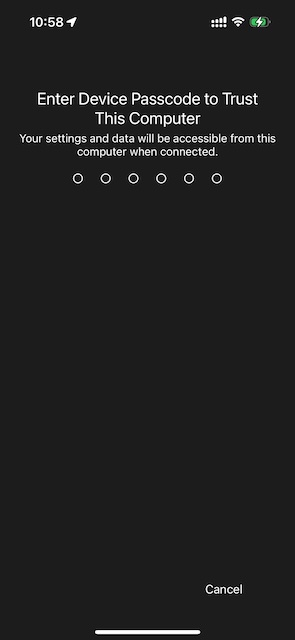 10:58
Enter Device Passcode to Trust
This Computer
Your settings and data will be accessible from this
computer when connected.
Cancel